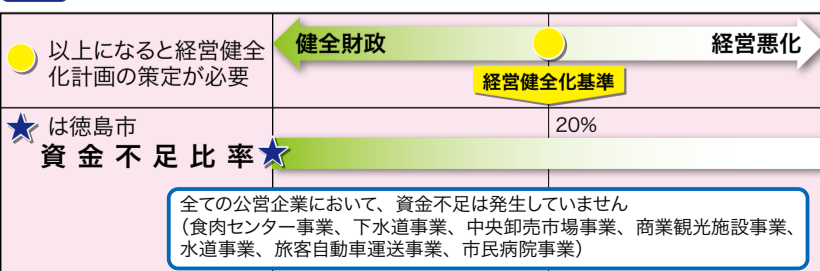 以上になると経営健全
化計画の策定が必要
健全財政
経営悪化
経営健全化基準
は徳島市
20%
資金不足比率
全ての公営企業において、資金不足は発生していません
（食肉センター事業、下水道事業、中央卸売市場事業、商業観光施設事業、
水道事業、旅客自動車運送事業、市民病院事業）